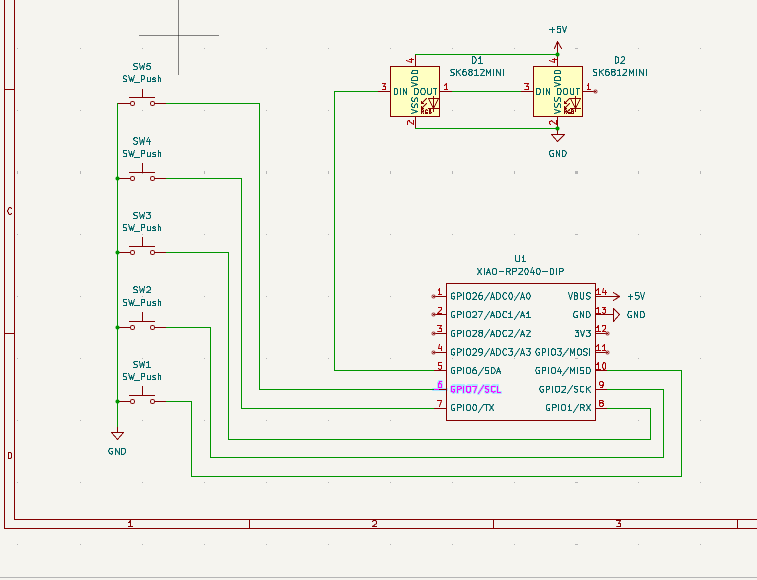 SW5
SW_Push
SW4
SW_Push
SW3
SW_Push
SW2
SW_Push
SW1
SW_Push
GND
+5V
D1
SK6812MINI
D2
SK6812MINI
4
4
3 DIN DOUT 1
3 DIN DOUT 1
VDD
VSS
VDD
VSS
2
2
GND
U1
XIAO-RP2040-DIP
1 GPIO26/ADC0/A0 VBUS 14 +5V
2 GPIO27/ADC1/A1 GND 13 GND
3 GPIO28/ADC2/A2 3V3 12
4 GPIO29/ADC3/A3 GPIO3/MOSI 11
5 GPIO6/SDA GPIO4/MISO 10
6 GPIO7/SCL GPIO2/SCK 9
7 GPIO0/TX GPIO1/RX 8
C
D
1 2 3